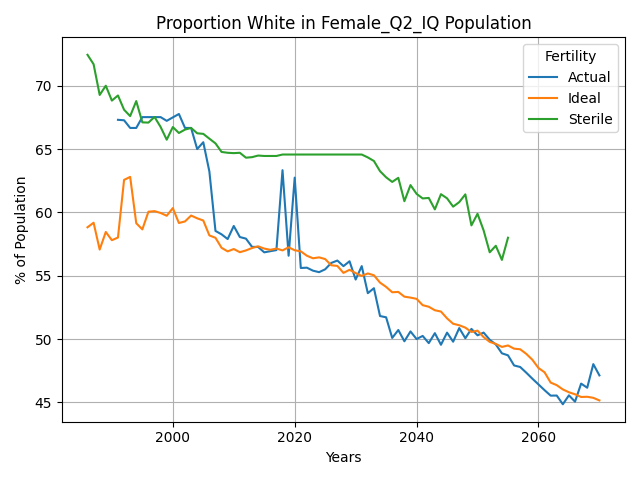 Proportion White in Female_Q2_IQ Population
% of Population
70
65
60
55
50
45
2000
2020
2040
2060
Years
Fertility
Actual
Ideal
Sterile